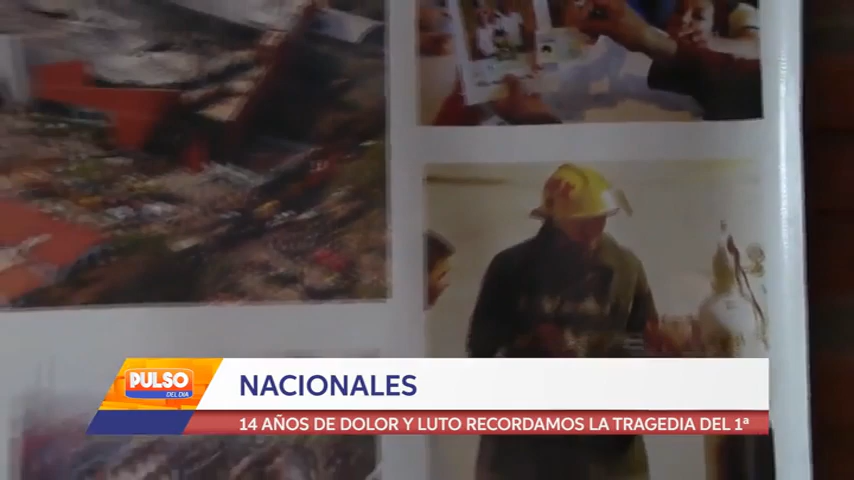 PULSO
DEL DIA
NACIONALES
14 AÑOS DE DOLOR Y LUTO RECORDAMOS LA TRAGEDIA DEL 1ª